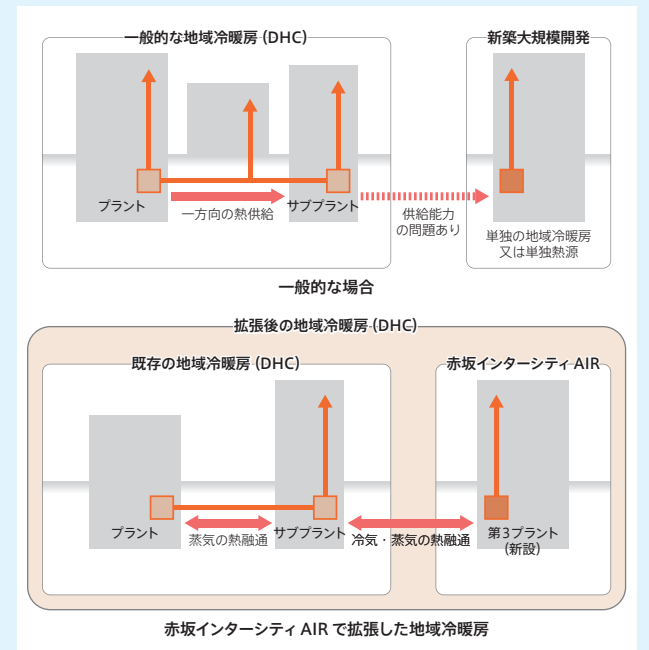 一般的な地域冷暖房（DHC）
新築大規模開発
プラント
一方向の熱供給
サブプラント
供給能力
の問題あり
単独の地域冷暖房
又は単独熱源
一般的な場合
拡張後の地域冷暖房（DHC）
既存の地域冷暖房（DHC）
赤坂インターシティ AIR
プラント
蒸気の熱融通
サブプラント
冷気・蒸気の熱融通
第3プラント
(新設)
赤坂インターシティ AIR で拡張した地域冷暖房